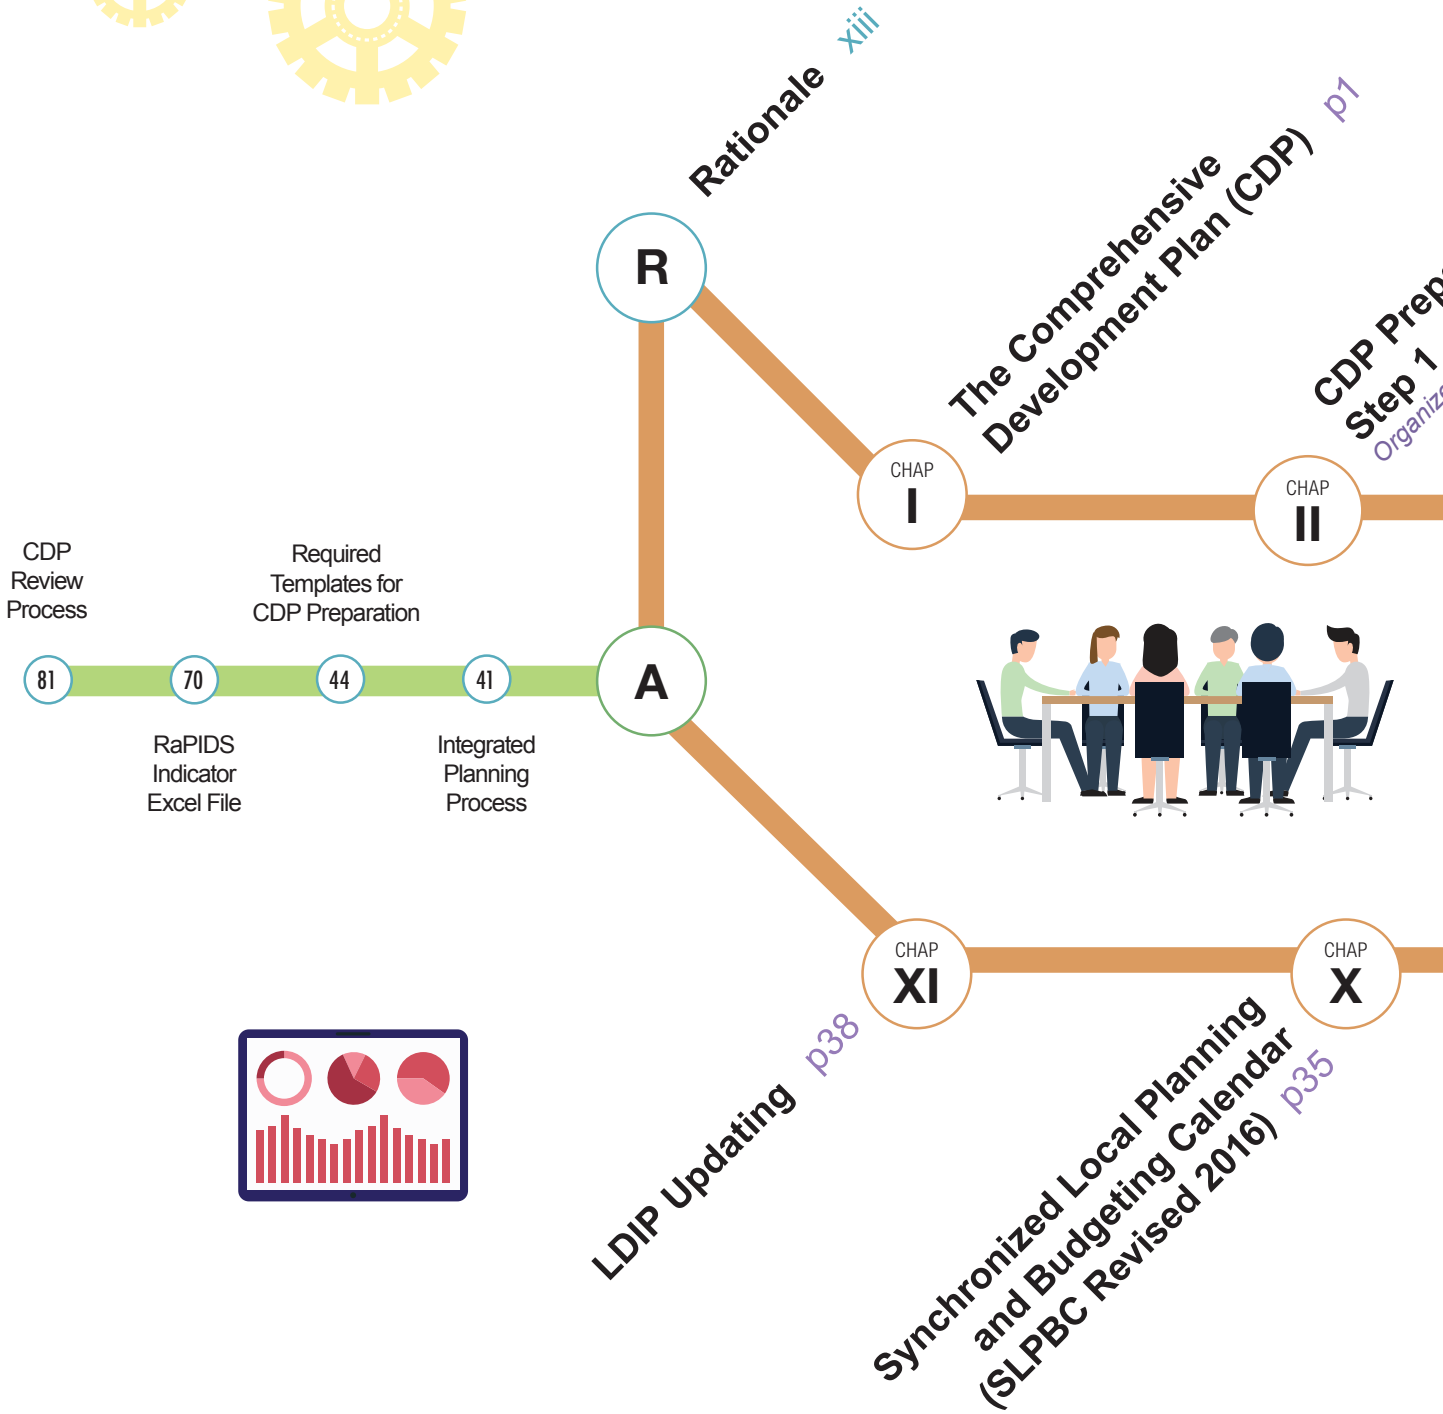 Rationale xiii
R
The Comprehensive
Development Plan (CDP) p1
CHAP
I
CDP
Step 1
CHAP
II
CDP
Review
Process
81
RaPIDS
Indicator
Excel File
70
Required
Templates for
CDP Preparation
44
Integrated
Planning
Process
41
A
CHAP
XI
LDIP Updating p38
CHAP
X
Synchronized Local Planning
and Budgeting Calendar
(SLPBC Revised 2016) p35